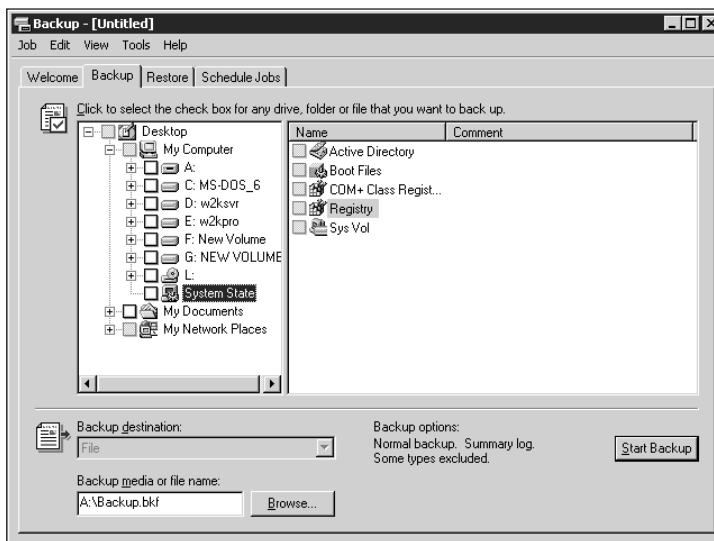 Backup - [Untitled]
Job Edit View Tools Help
Welcome Backup Restore Schedule Jobs
Click to select the check box for any drive, folder or file that you want to back up.
Desktop
My Computer
A:
C: MS-DOS_6
D: w2ksvr
E: w2kpro
F: New Volume
G: NEW VOLUME
L:
System State
My Documents
My Network Places
Name Comment
Active Directory
Boot Files
COM+ Class Regist...
Registry
Sys Vol
Backup destination:
File
Backup media or file name:
A:\Backup.bkf
Browse...
Backup options:
Normal backup. Summary log.
Some types excluded.
Start Backup